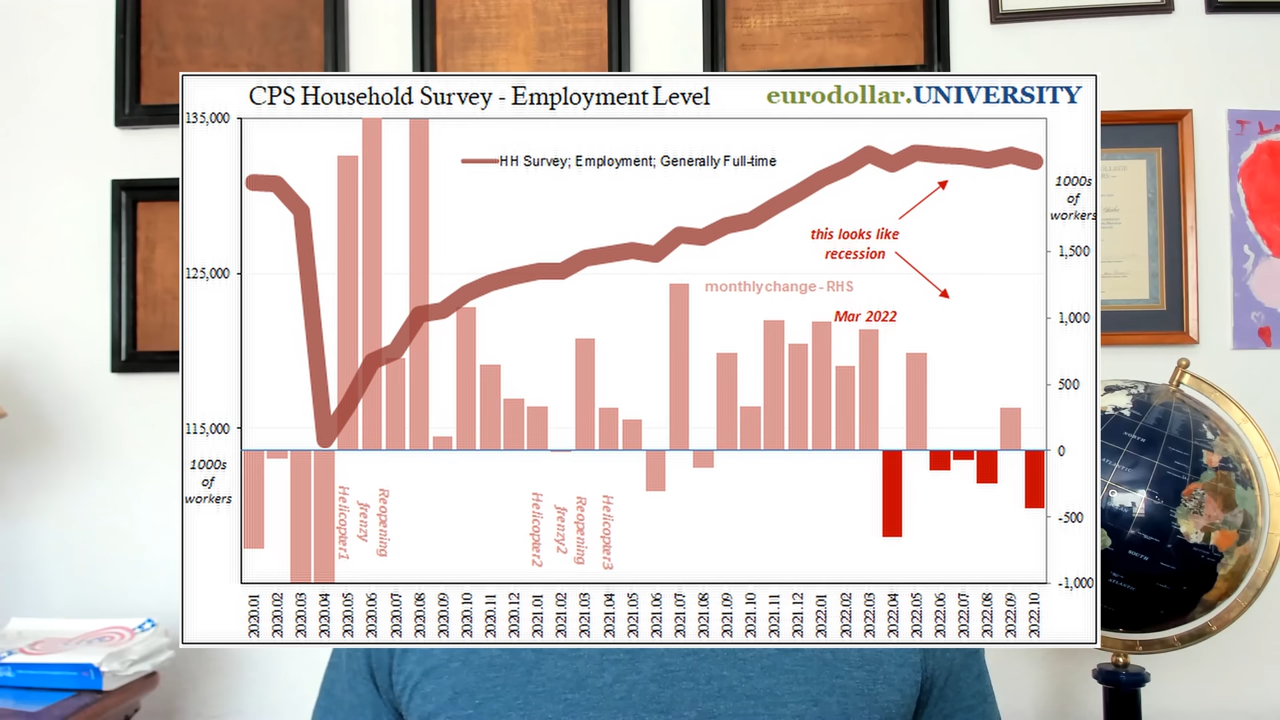 CPS Household Survey - Employment Level
eurodollar.UNIVERSITY
135,000
125,000
115,000
1000s
of
workers
HH Survey; Employment; Generally Full-time
this looks like
recession
monthly change - RHS
Mar 2022
1000s
of
workers
1,500
1,000
500
0
-500
-1,000
Helicopter1
Reopening
frenzy
Helicopter2
Reopening
frenzy2
Helicopter3
2020.01
2020.02
2020.03
2020.04
2020.05
2020.06
2020.07
2020.08
2020.09
2020.10
2020.11
2020.12
2021.01
2021.02
2021.03
2021.04
2021.05
2021.06
2021.07
2021.08
2021.09
2021.10
2021.11
2021.12
2022.01
2022.02
2022.03
2022.04
2022.05
2022.06
2022.07
2022.08
2022.09
2022.10
NORTH
ATLANTIC
SOUTH